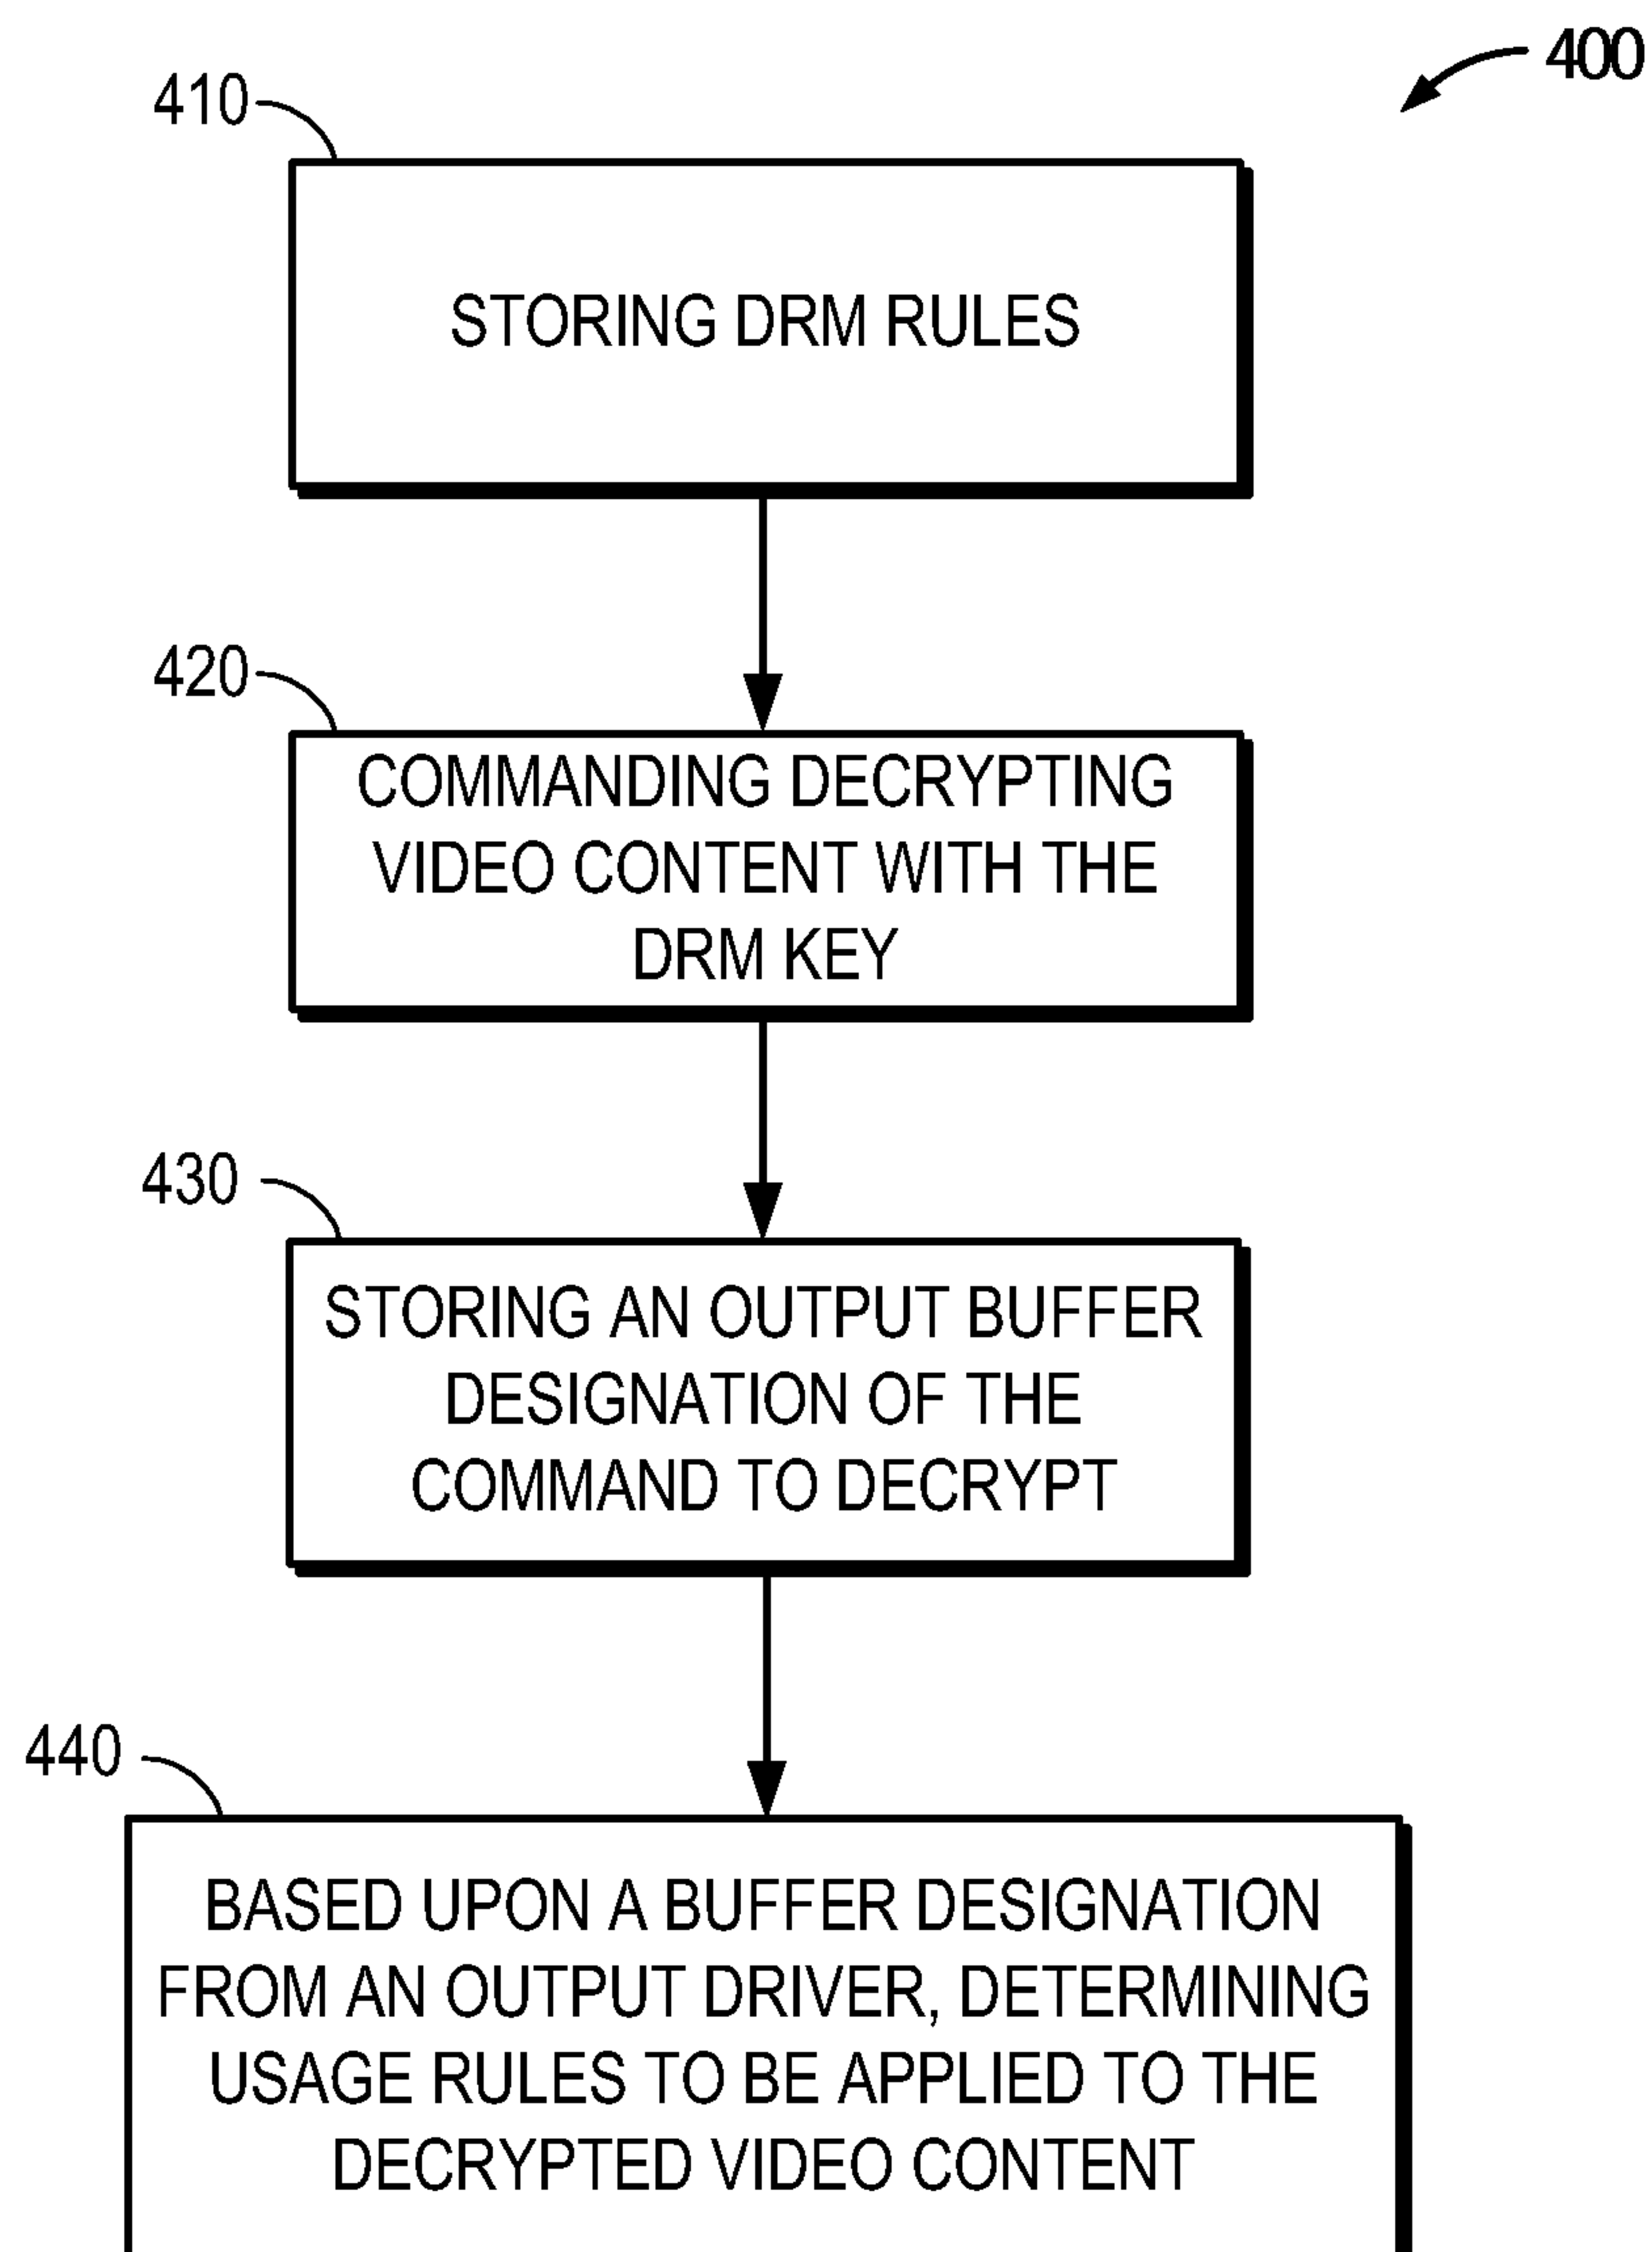 400
410
STORING DRM RULES
420
COMMANDING DECRYPTING
VIDEO CONTENT WITH THE
DRM KEY
430
STORING AN OUTPUT BUFFER
DESIGNATION OF THE
COMMAND TO DECRYPT
440
BASED UPON A BUFFER DESIGNATION
FROM AN OUTPUT DRIVER, DETERMINING
USAGE RULES TO BE APPLIED TO THE
DECRYPTED VIDEO CONTENT